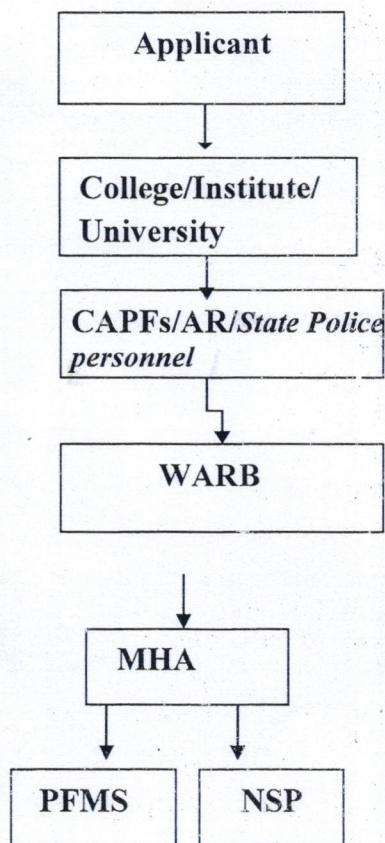 Applicant
College/Institute/
University
CAPFs/AR/State Police
personnel
WARB
MHA
PFMS NSP